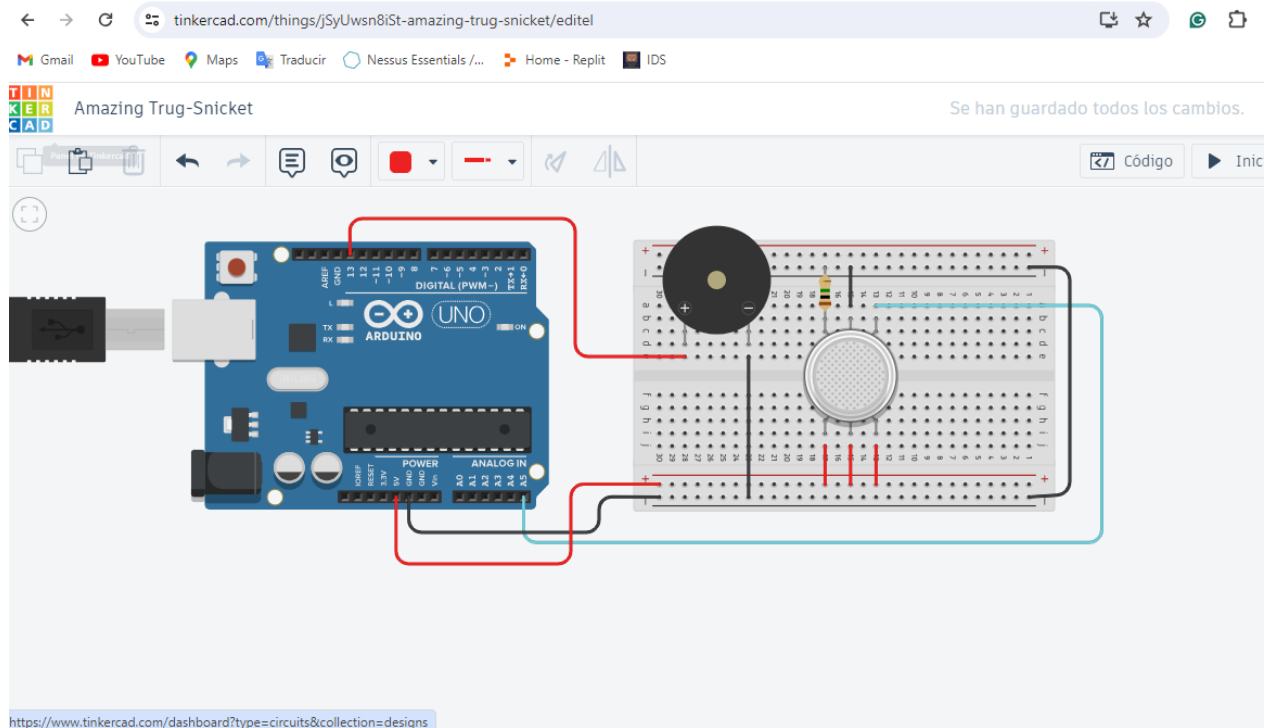 tinkercad.com/things/jSyUwsn8iSt-amazing-trug-snicket/editel
Gmail YouTube Maps Traducir Nessus Essentials /... Home - Replit IDS
TIN
KER
CAD
Amazing Trug-Snicket
Se han guardado todos los cambios.
Código Inic
AREF GND 13 12 ~11 ~10 ~9 8 7 ~6 ~5 4 ~3 2 TX→1 RX←0
DIGITAL (PWM~)
L
TX
RX
ARDUINO
UNO
ON
POWER
ANALOG IN
IOREF RESET 3.3V 5V GND GND Vin A0 A1 A2 A3 A4 A5
https://www.tinkercad.com/dashboard?type=circuits&collection=designs